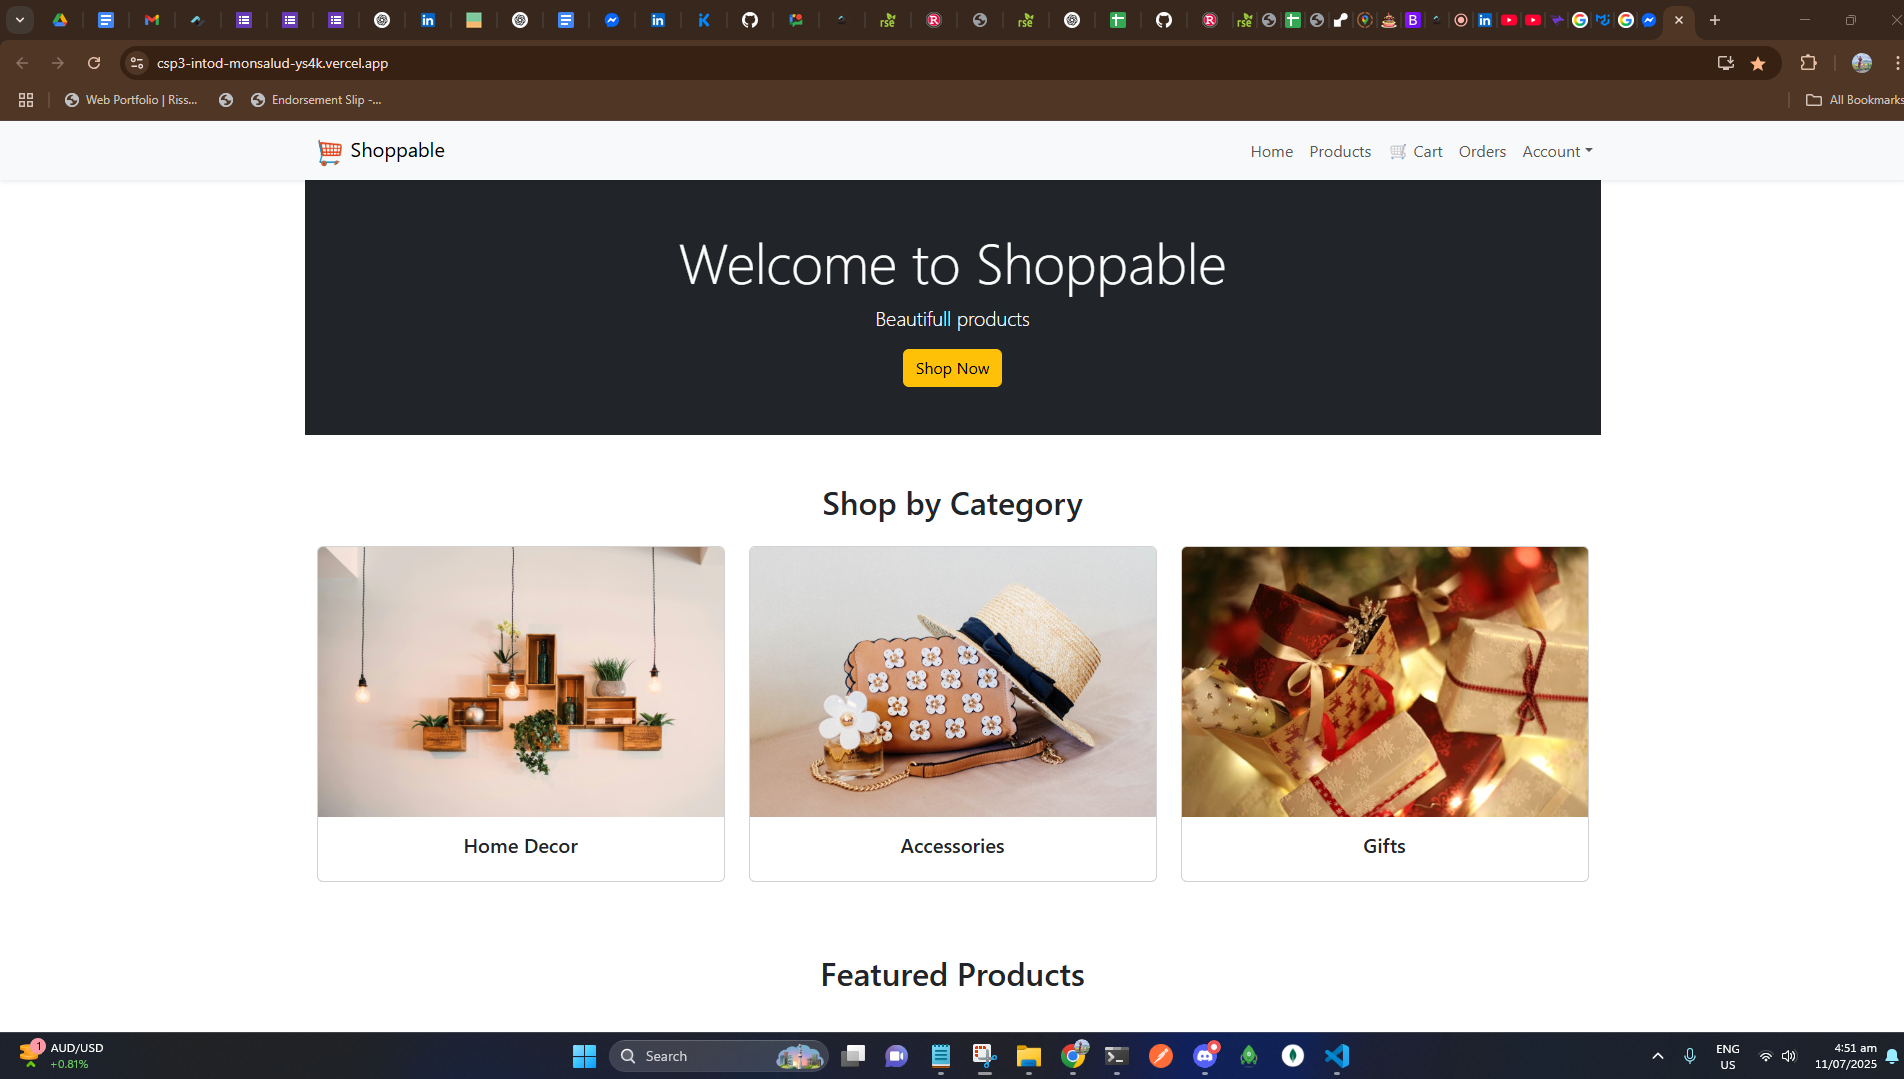 csp3-intod-monsalud-ys4k.vercel.app
Web Portfolio | Riss...
Endorsement Slip -...
All Bookmarks
Shoppable
Home
Products
Cart
Orders
Account
Welcome to Shoppable
Beautifull products
Shop Now
Shop by Category
Home Decor
Accessories
Gifts
Featured Products
1
AUD/USD
+0.81%
Search
ENG
US
4:51 am
11/07/2025